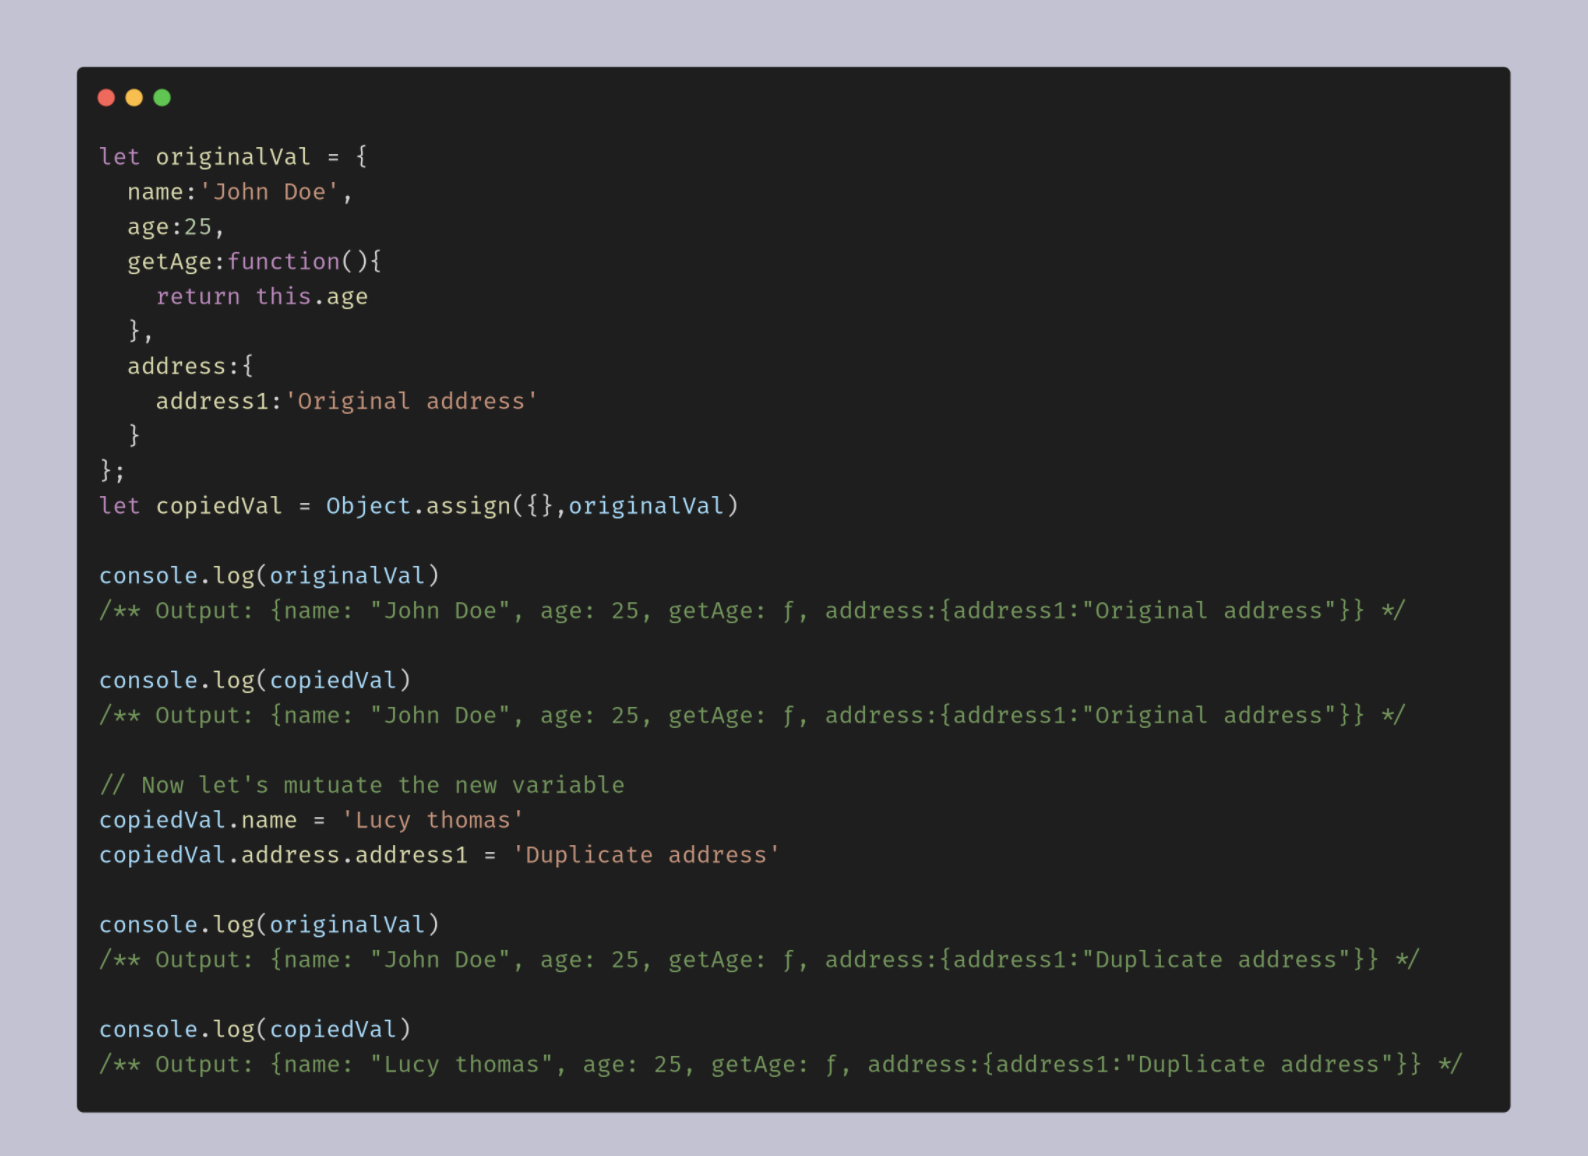 let originalVal = {
  name:'John Doe',
  age:25,
  getAge:function(){
    return this.age
  },
  address:{
    address1:'Original address'
  }
};
let copiedVal = Object.assign({},originalVal)

console.log(originalVal)
/** Output: {name: "John Doe", age: 25, getAge: ƒ, address:{address1:"Original address"}} */

console.log(copiedVal)
/** Output: {name: "John Doe", age: 25, getAge: ƒ, address:{address1:"Original address"}} */

// Now let's mutuate the new variable
copiedVal.name = 'Lucy thomas'
copiedVal.address.address1 = 'Duplicate address'

console.log(originalVal)
/** Output: {name: "John Doe", age: 25, getAge: ƒ, address:{address1:"Duplicate address"}} */

console.log(copiedVal)
/** Output: {name: "Lucy thomas", age: 25, getAge: ƒ, address:{address1:"Duplicate address"}} */